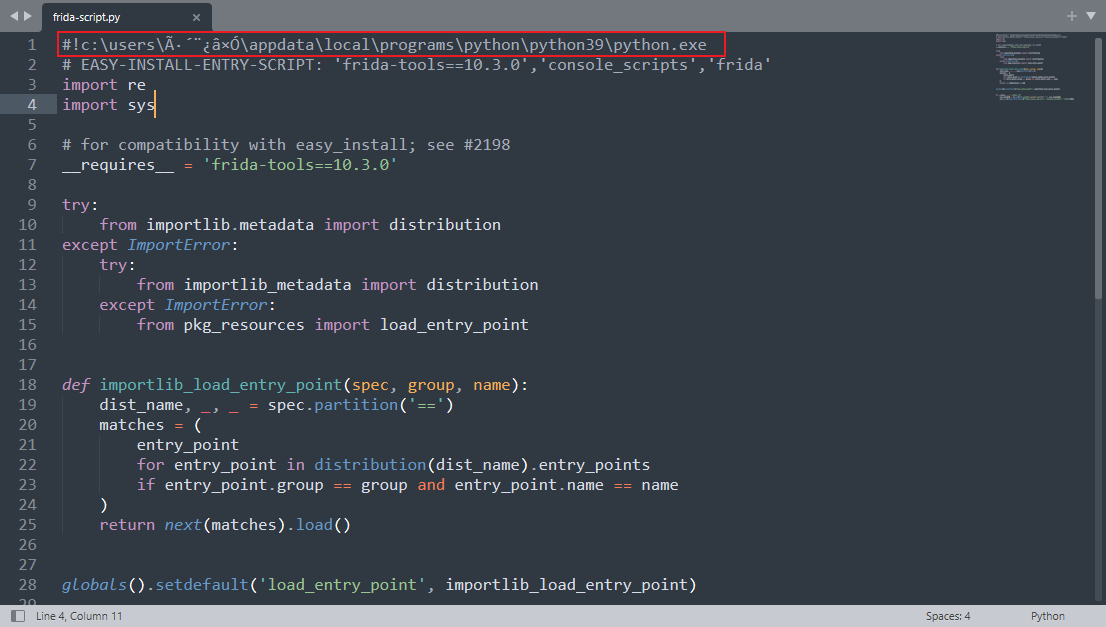 frida-script.py
1 #!c:\users\Ã·´¨¿â×Ó\appdata\local\programs\python\python39\python.exe
2 # EASY-INSTALL-ENTRY-SCRIPT: 'frida-tools==10.3.0','console_scripts','frida'
3 import re
4 import sys
5
6 # for compatibility with easy_install; see #2198
7 __requires__ = 'frida-tools==10.3.0'
8
9 try:
10     from importlib.metadata import distribution
11 except ImportError:
12     try:
13         from importlib_metadata import distribution
14     except ImportError:
15         from pkg_resources import load_entry_point
16
17
18 def importlib_load_entry_point(spec, group, name):
19     dist_name, _, _ = spec.partition('==')
20     matches = (
21         entry_point
22         for entry_point in distribution(dist_name).entry_points
23         if entry_point.group == group and entry_point.name == name
24     )
25     return next(matches).load()
26
27
28 globals().setdefault('load_entry_point', importlib_load_entry_point)
29
Line 4, Column 11
Spaces: 4
Python